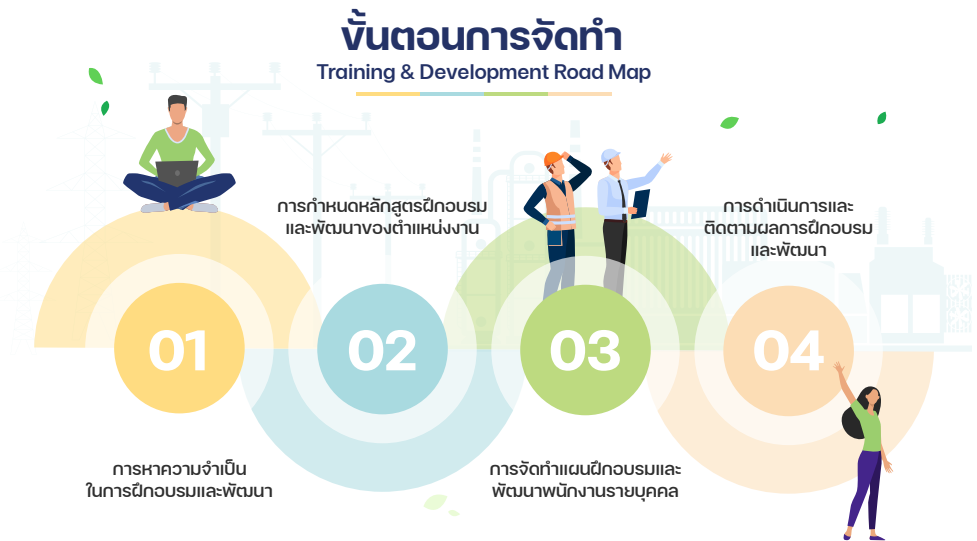 ขั้นตอนการจัดทำ
Training & Development Road Map
01
การหาความจำเป็น
ในการฝึกอบรมและพัฒนา
02
การกำหนดหลักสูตรฝึกอบรม
และพัฒนาของตำแหน่งงาน
03
การจัดทำแผนฝึกอบรมและ
พัฒนาพนักงานรายบุคคล
04
การดำเนินการและ
ติดตามผลการฝึกอบรม
และพัฒนา